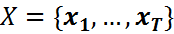 X = {x₁, ..., x_T}